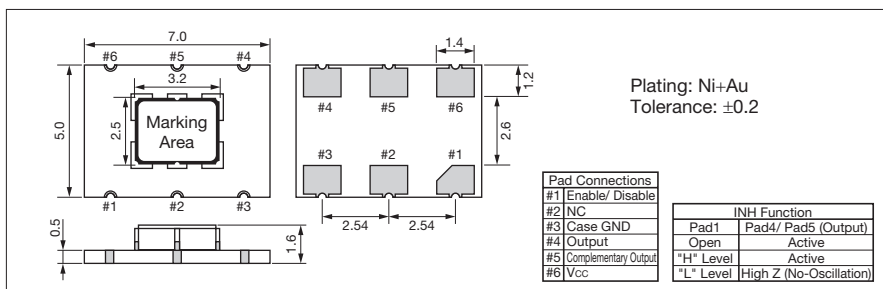 7.0
#6 #5 #4
3.2
5.0
2.5
Marking
Area
#1 #2 #3
0.5
1.6
1.4
1.2
#4 #5 #6
2.6
#3 #2 #1
2.54 2.54
Plating: Ni+Au
Tolerance: ±0.2
Pad Connections
#1 Enable/ Disable
#2 NC
#3 Case GND
#4 Output
#5 Complementary Output
#6 Vcc
INH Function
Pad1 Pad4/ Pad5 (Output)
Open Active
"H" Level Active
"L" Level High Z (No-Oscillation)